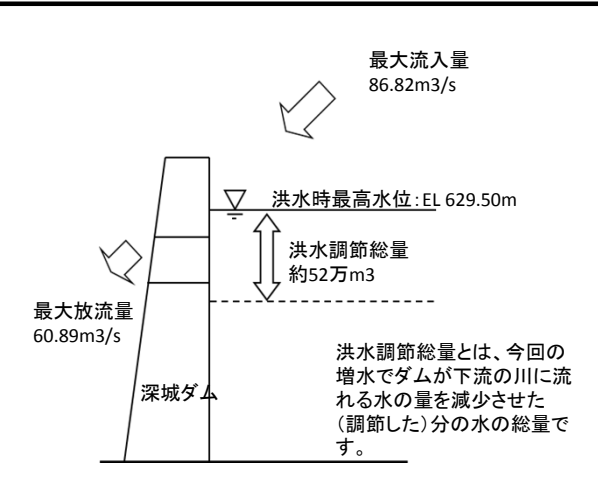 最大流入量
86.82m3/s
洪水時最高水位：EL 629.50m
洪水調節総量
約52万m3
最大放流量
60.89m3/s
深城ダム
洪水調節総量とは、今回の
増水でダムが下流の川に流
れる水の量を減少させた
（調節した）分の水の総量で
す。